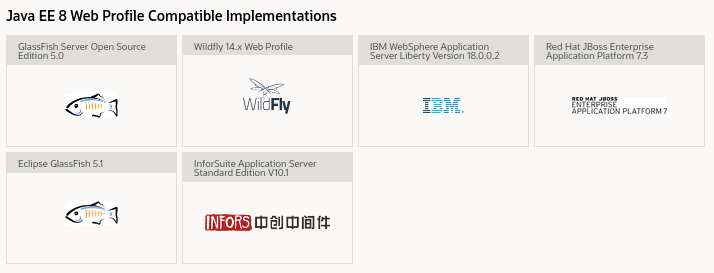 Java EE 8 Web Profile Compatible Implementations
GlassFish Server Open Source
Edition 5.0
Wildfly 14.x Web Profile
IBM WebSphere Application
Server Liberty Version 18.0.0.2
Red Hat JBoss Enterprise
Application Platform 7.3
WildFly
IBM
RED HAT JBOSS
ENTERPRISE
APPLICATION PLATFORM 7
Eclipse GlassFish 5.1
InforSuite Application Server
Standard Edition V10.1
INFORS 中创中间件